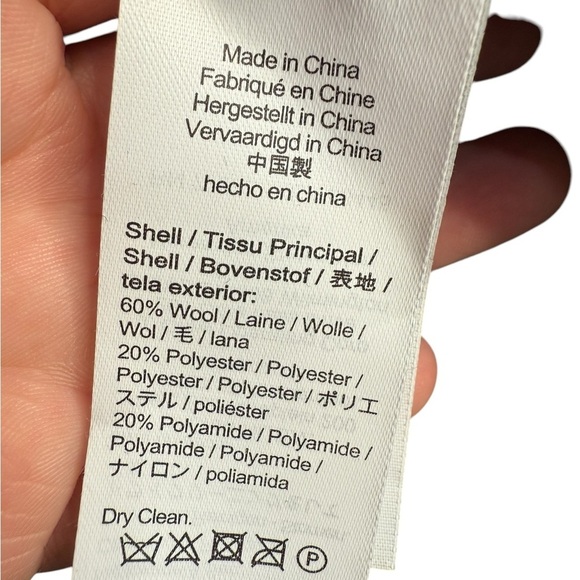 Made in China
Fabriqué en Chine
Hergestellt in China
Vervaardigd in China
中国製
hecho en china
Shell / Tissu Principal /
Shell / Bovenstof / 表地 /
tela exterior:
60% Wool / Laine / Wolle /
Wol / 毛 / lana
20% Polyester / Polyester /
Polyester / Polyester / ポリエ
ステル / poliéster
20% Polyamide / Polyamide /
Polyamide / Polyamide /
ナイロン / poliamida
Dry Clean.
P